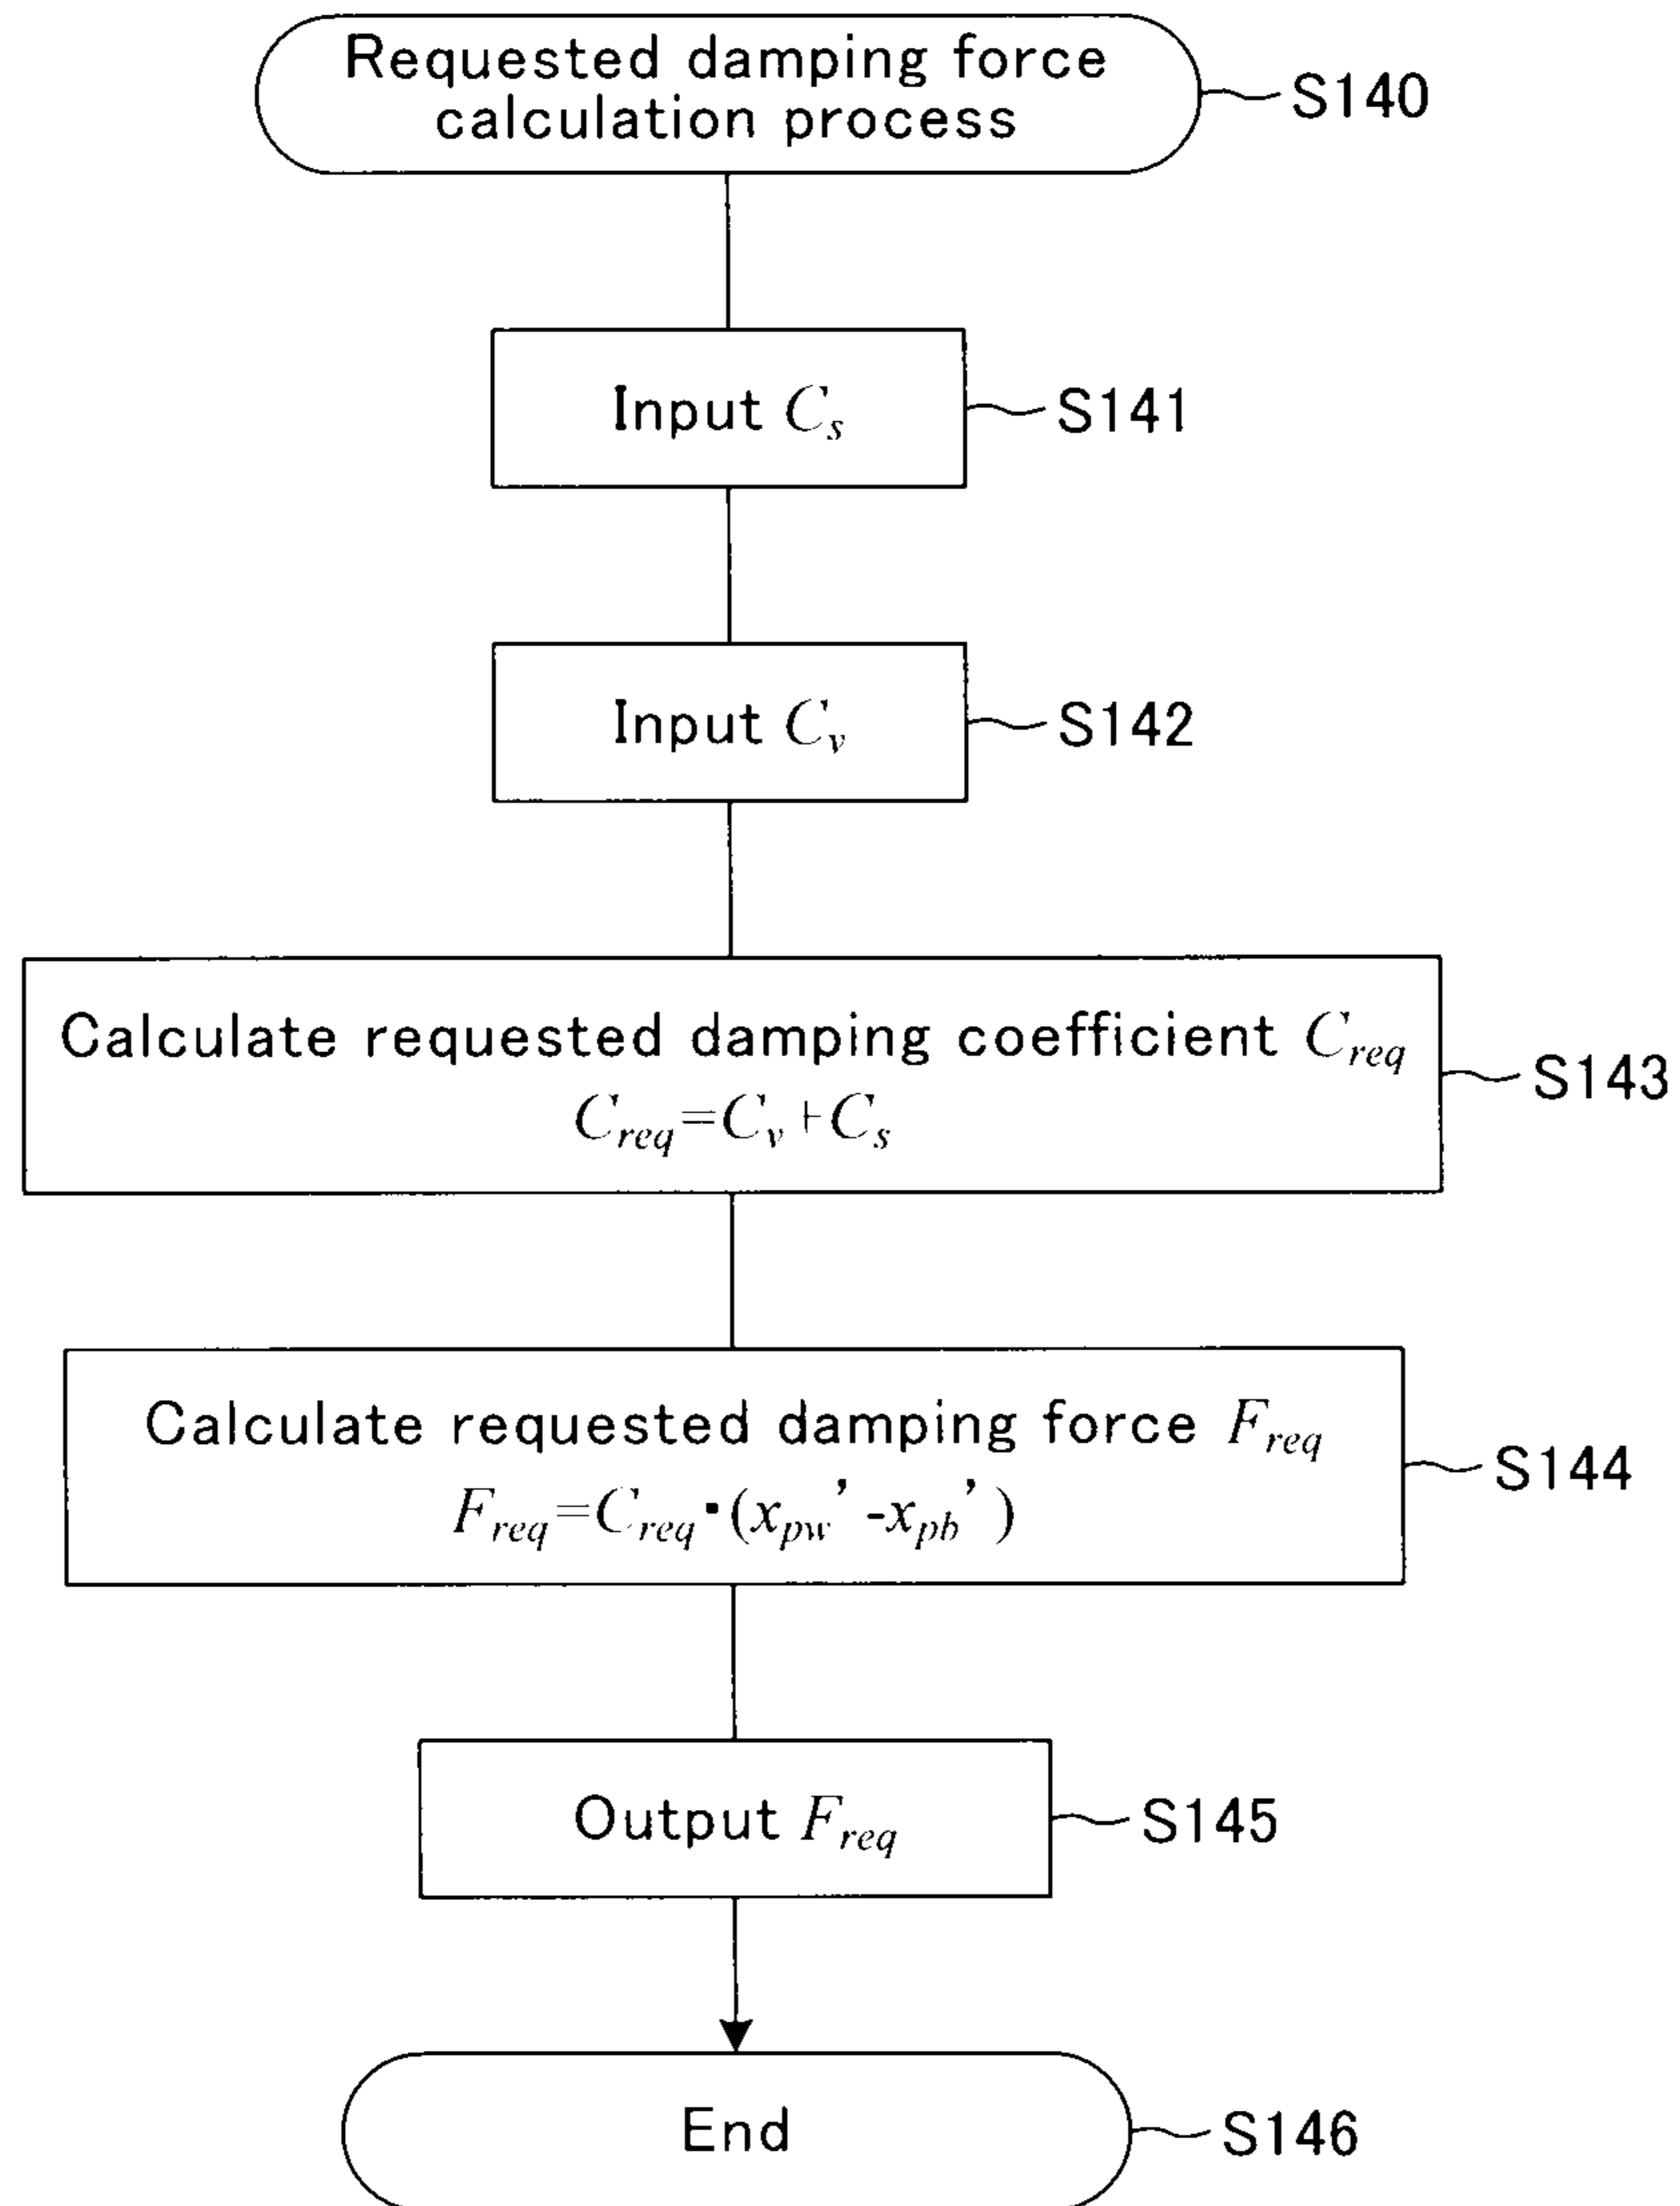 Requested damping force
calculation process
S140
Input Cs
S141
Input Cv
S142
Calculate requested damping coefficient Creq
Creq=Cv+Cs
S143
Calculate requested damping force Freq
Freq=Creq・(xpw'-xpb')
S144
Output Freq
S145
End
S146